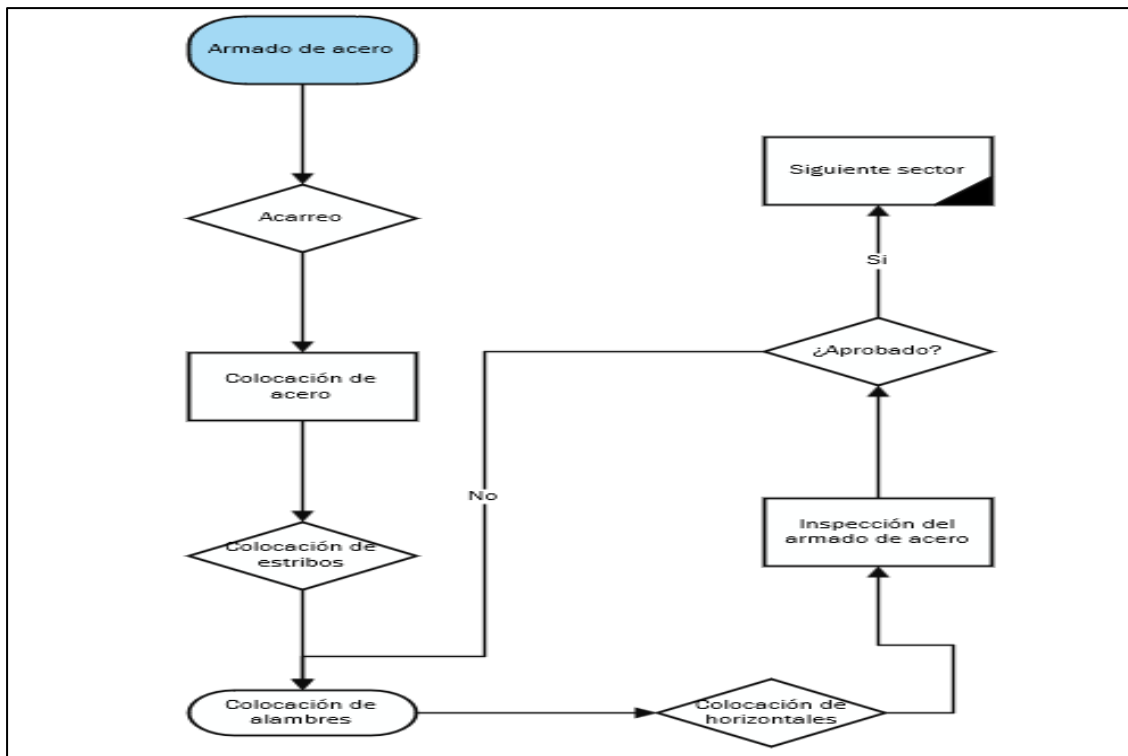 Armado de acero
Acarreo
Colocación de
acero
Colocación de
estribos
Colocación de
alambres
Colocación de
horizontales
Inspección del
armado de acero
¿Aprobado?
No
Si
Siguiente sector